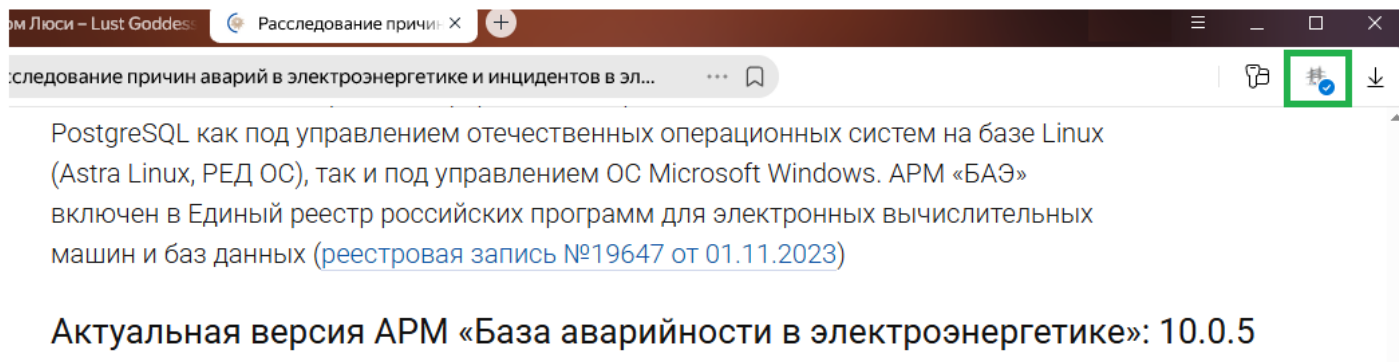 ом Люси – Lust Goddess
Расследование причин
сследование причин аварий в электроэнергетике и инцидентов в эл...
PostgreSQL как под управлением отечественных операционных систем на базе Linux
(Astra Linux, РЕД ОС), так и под управлением ОС Microsoft Windows. АРМ «БАЭ»
включен в Единый реестр российских программ для электронных вычислительных
машин и баз данных (реестровая запись №19647 от 01.11.2023)
Актуальная версия АРМ «База аварийности в электроэнергетике»: 10.0.5